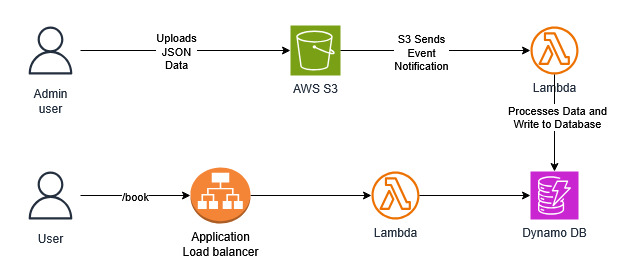 Uploads
JSON
Data
S3 Sends
Event
Notification
Admin
user
AWS S3
Lambda
Processes Data and
Write to Database
/book
User
Application
Load balancer
Lambda
Dynamo DB